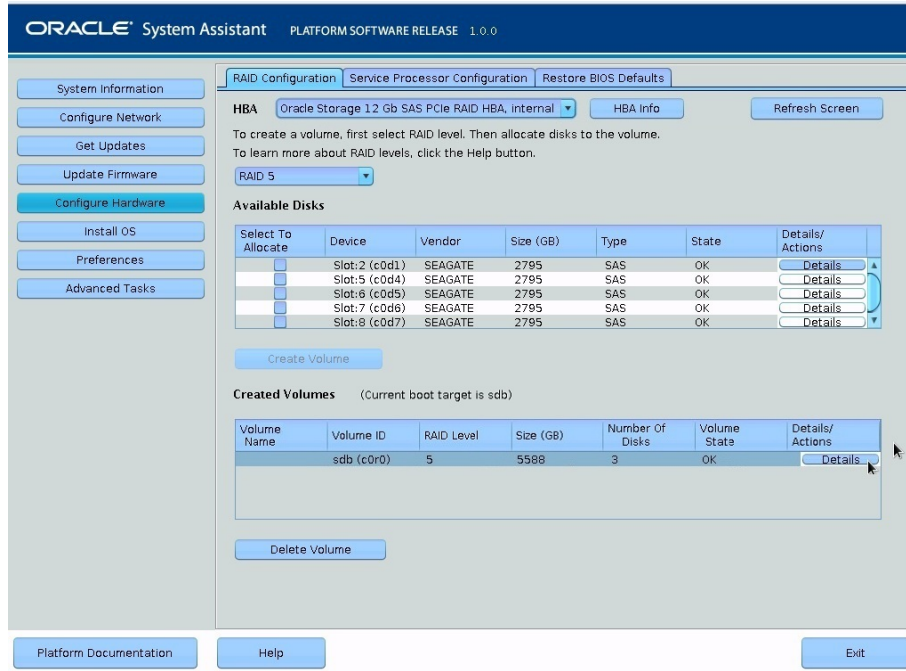 ORACLE® System Assistant PLATFORM SOFTWARE RELEASE 1.0.0
System Information
Configure Network
Get Updates
Update Firmware
Configure Hardware
Install OS
Preferences
Advanced Tasks
RAID Configuration Service Processor Configuration Restore BIOS Defaults
HBA Oracle Storage 12 Gb SAS PCIe RAID HBA, internal HBA Info Refresh Screen
To create a volume, first select RAID level. Then allocate disks to the volume.
To learn more about RAID levels, click the Help button.
RAID 5
Available Disks
Select To Allocate Device Vendor Size (GB) Type State Details/ Actions
Slot:2 (c0d1) SEAGATE 2795 SAS OK Details
Slot:5 (c0d4) SEAGATE 2795 SAS OK Details
Slot:6 (c0d5) SEAGATE 2795 SAS OK Details
Slot:7 (c0d6) SEAGATE 2795 SAS OK Details
Slot:8 (c0d7) SEAGATE 2795 SAS OK Details
Create Volume
Created Volumes (Current boot target is sdb)
Volume Name Volume ID RAID Level Size (GB) Number Of Disks Volume State Details/ Actions
sdb (c0r0) 5 5588 3 OK Details
Delete Volume
Platform Documentation Help Exit